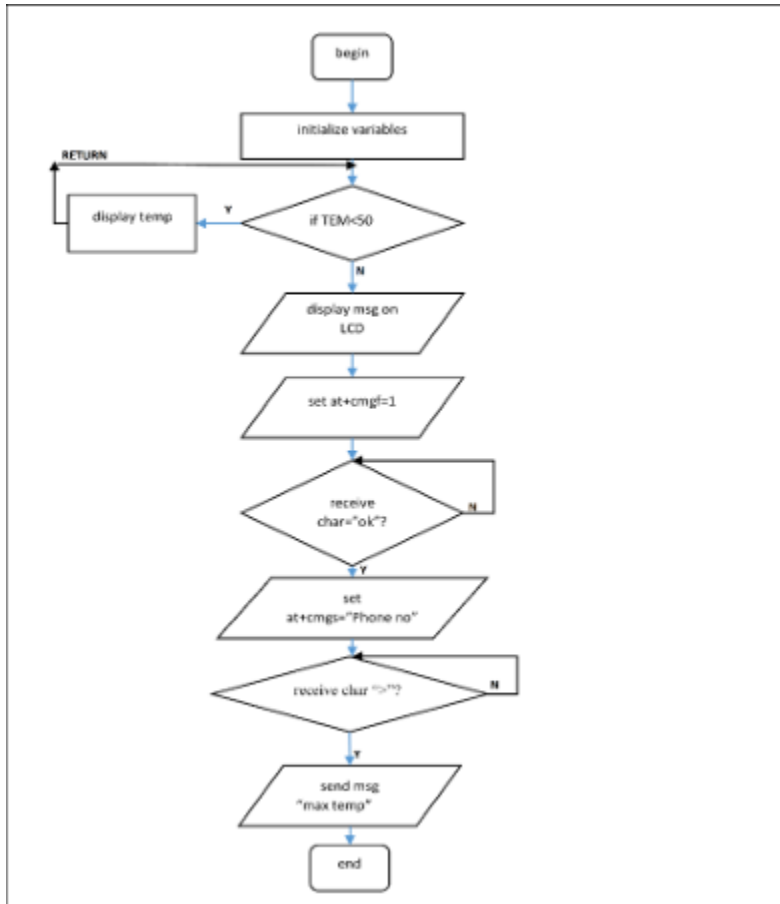 begin
initialize variables
RETURN
if TEM<50
Y
display temp
N
display msg on
LCD
set at+cmgf=1
receive
char="ok"?
N
Y
set
at+cmgs="Phone no"
receive char ">"?
N
Y
send msg
"max temp"
end